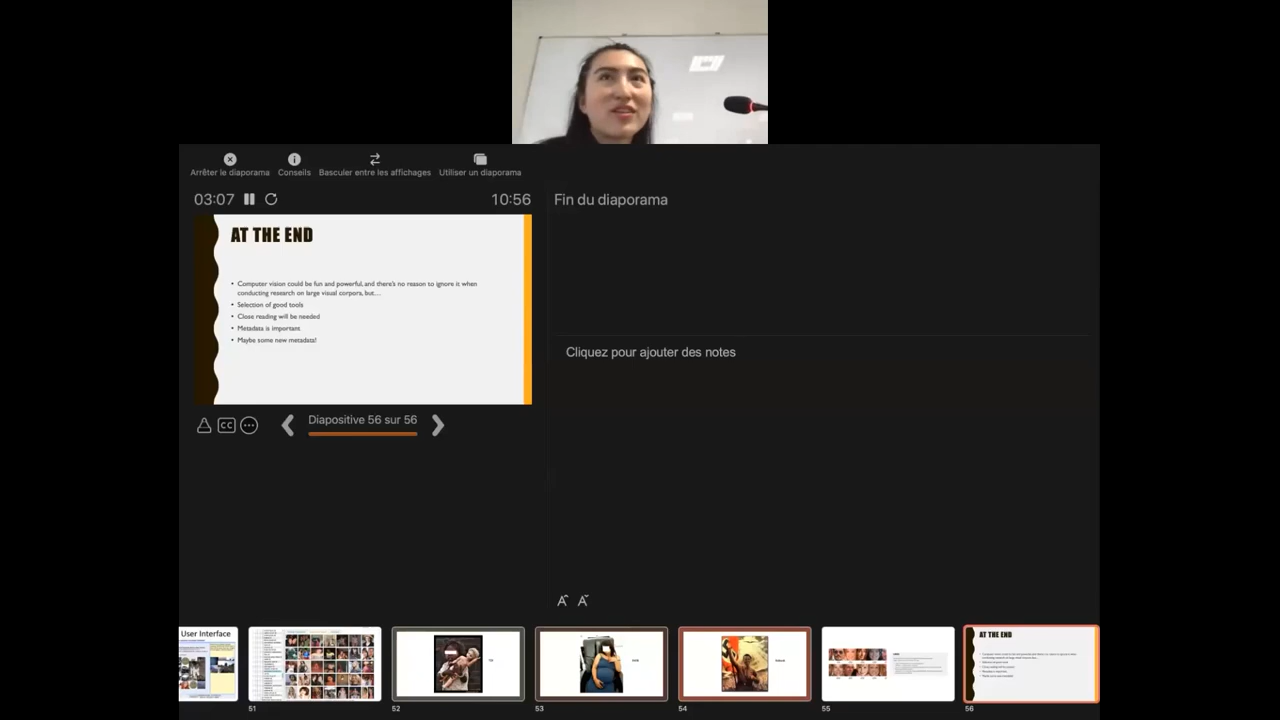 Arrêter le diaporama
Conseils
Basculer entre les affichages
Utiliser un diaporama
03:07
10:56
Fin du diaporama
AT THE END
• Computer vision could be fun and powerful, and there's no reason to ignore it when
conducting research on large visual corpora, but....
• Selection of good tools
• Close reading will be needed
• Metadata is important
• Maybe some new metadata!
Cliquez pour ajouter des notes
CC
Diapositive 56 sur 56
User Interface
AT THE END
51
52
53
54
55
56